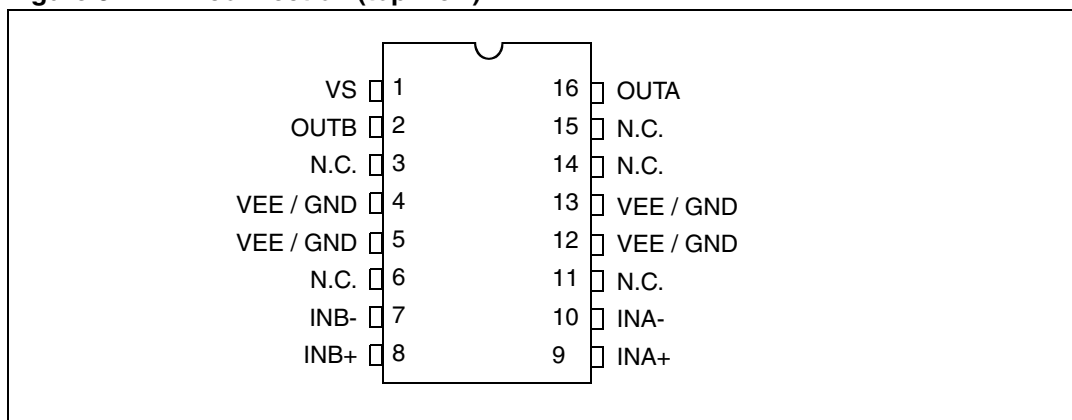 VS 1 16 OUTA
OUTB 2 15 N.C.
N.C. 3 14 N.C.
VEE / GND 4 13 VEE / GND
VEE / GND 5 12 VEE / GND
N.C. 6 11 N.C.
INB- 7 10 INA-
INB+ 8 9 INA+